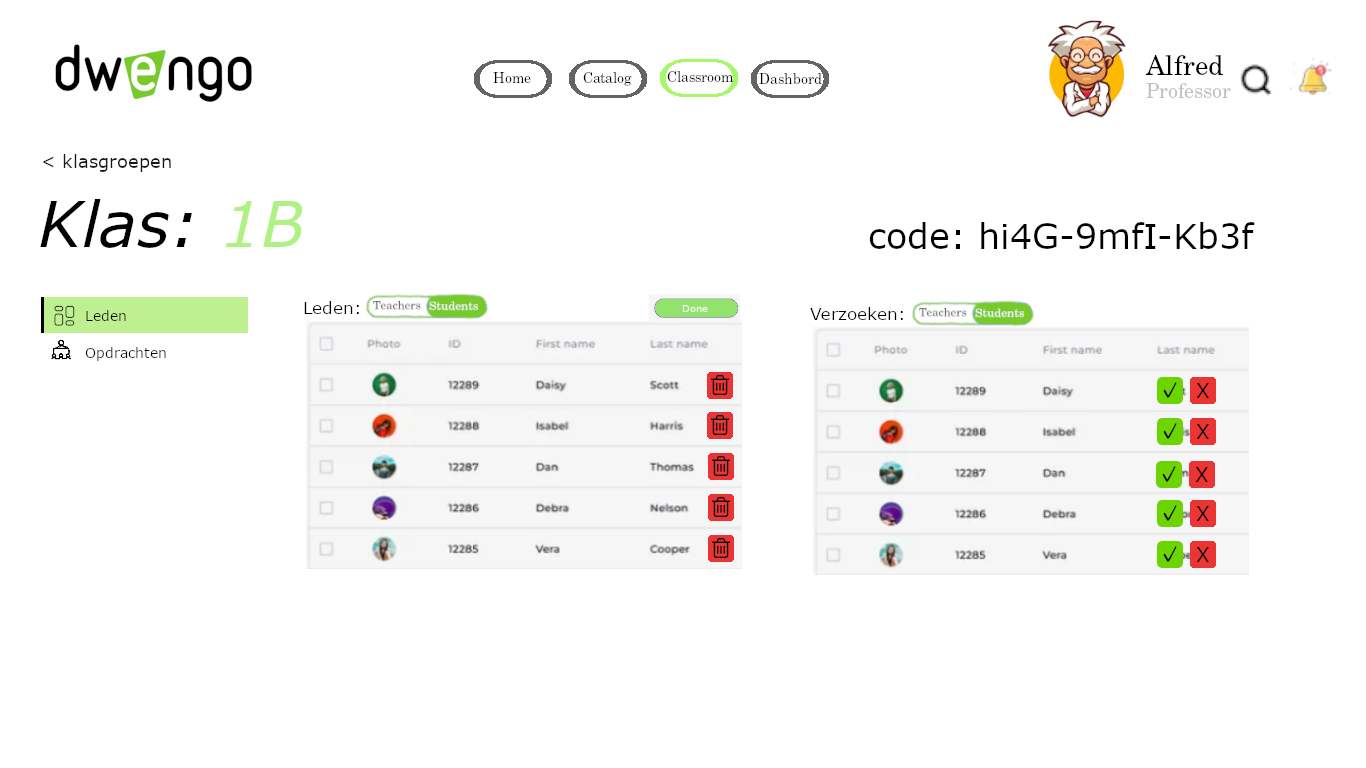 dwengo
Home Catalog Classroom Dashbord
Alfred
Professor
< klasgroepen
Klas: 1B
code: hi4G-9mfI-Kb3f
Leden
Opdrachten
Leden: Teachers Students Done
Photo ID First name Last name
12289 Daisy Scott
12288 Isabel Harris
12287 Dan Thomas
12286 Debra Nelson
12285 Vera Cooper
Verzoeken: Teachers Students
Photo ID First name Last name
12289 Daisy ✓ X
12288 Isabel ✓ X
12287 Dan ✓ X
12286 Debra ✓ X
12285 Vera ✓ X